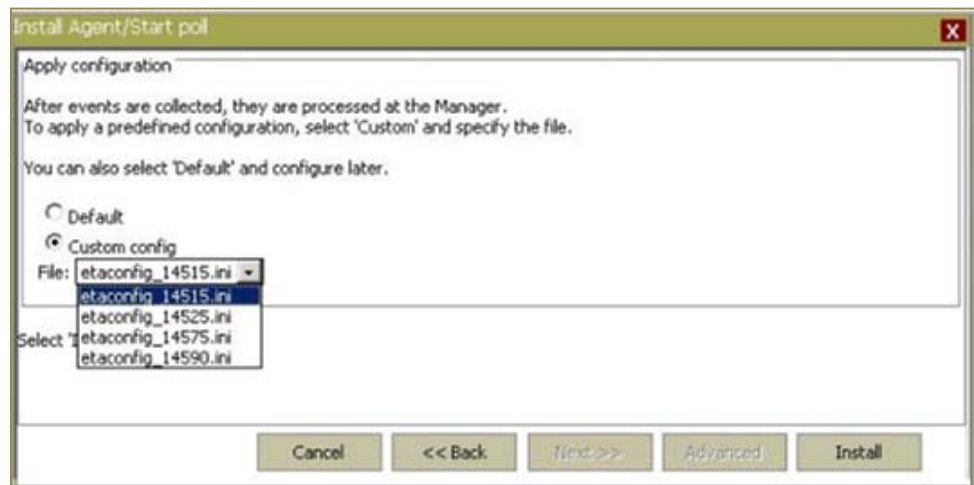 Install Agent/Start poll
X
Apply configuration
After events are collected, they are processed at the Manager.
To apply a predefined configuration, select 'Custom' and specify the file.
You can also select 'Default' and configure later.
Default
Custom config
File: etaconfig_14515.ini
etaconfig_14515.ini
etaconfig_14525.ini
Select
etaconfig_14575.ini
etaconfig_14590.ini
Cancel
<< Back
Next >>
Advanced
Install